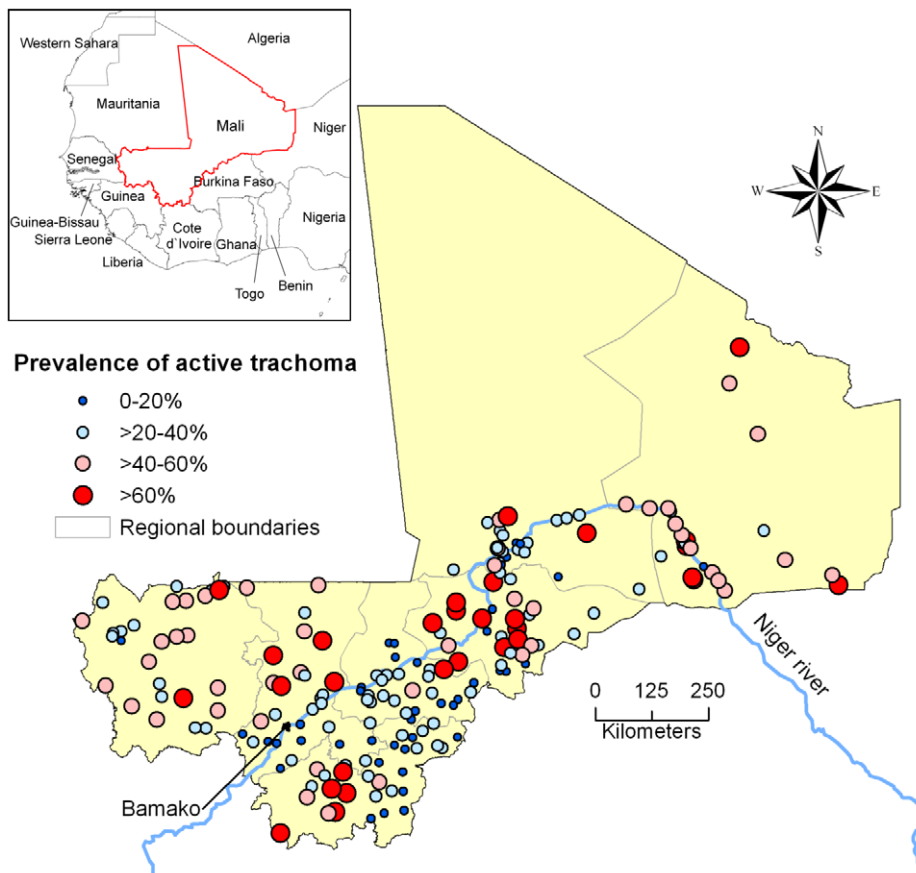 Western Sahara
Algeria
Mauritania
Mali
Niger
Senegal
Burkina Faso
Guinea
Guinea-Bissau
Nigeria
Sierra Leone
Cote
d`Ivoire
Ghana
Liberia
Togo
Benin
N
W
E
S
Prevalence of active trachoma
0-20%
>20-40%
>40-60%
>60%
Regional boundaries
Niger river
0 125 250
Kilometers
Bamako